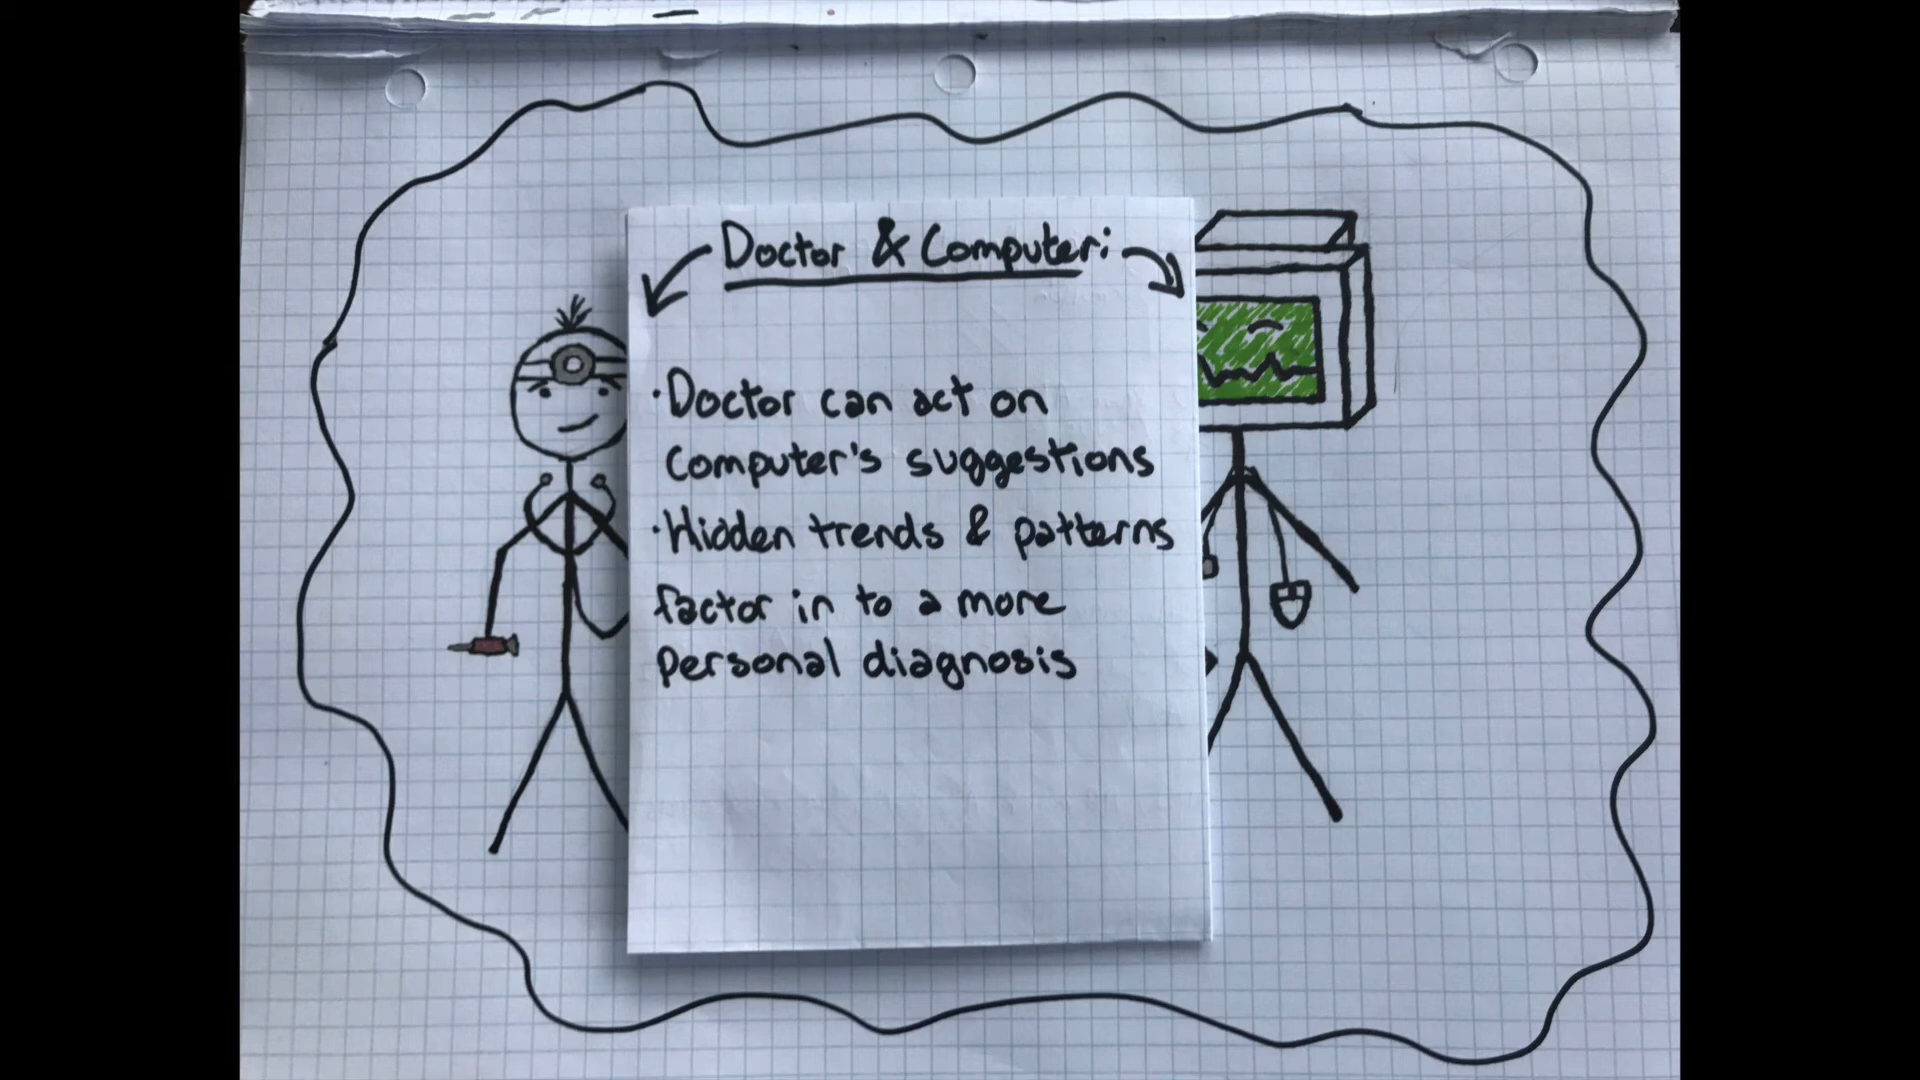 Doctor & Computer:
·Doctor can act on
computer's suggestions
·Hidden trends & patterns
factor in to a more
personal diagnosis